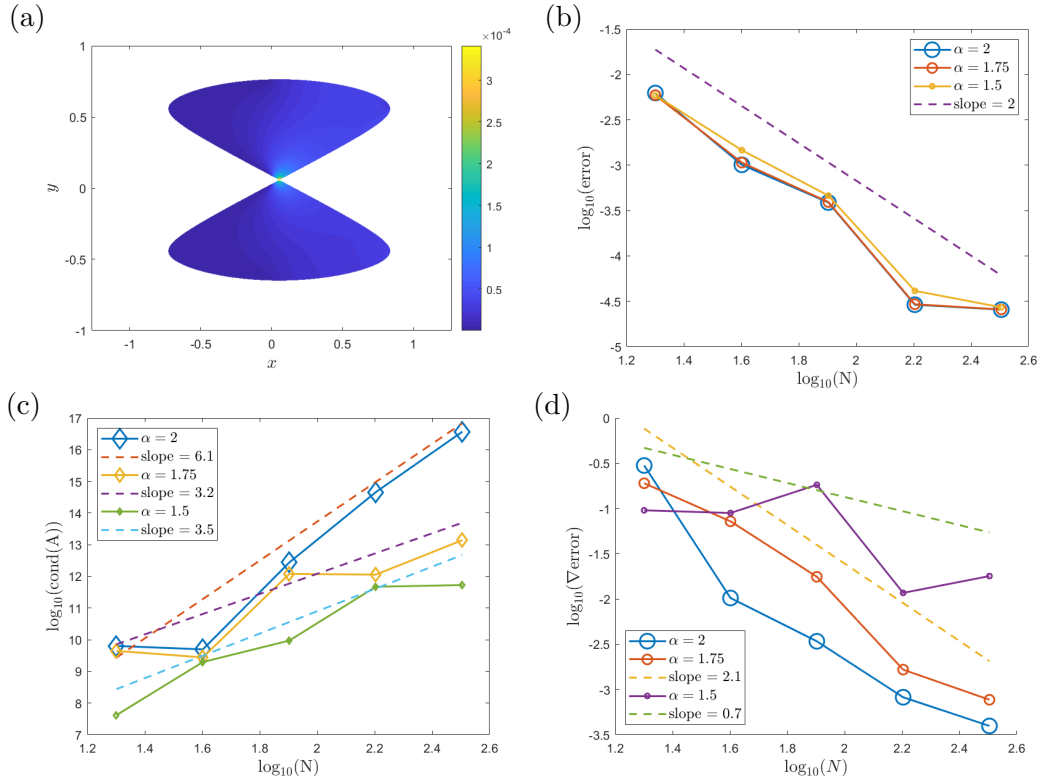 (a)
×10⁻⁴
1
0.5
0
-0.5
-1
y
-1
-0.5
0
0.5
1
x
3
2.5
2
1.5
1
0.5
(b)
-1.5
-2
-2.5
-3
-3.5
-4
-4.5
-5
log₁₀(error)
α = 2
α = 1.75
α = 1.5
slope = 2
1.2
1.4
1.6
1.8
2
2.2
2.4
2.6
log₁₀(N)
(c)
17
16
15
14
13
12
11
10
9
8
7
log₁₀(cond(A))
α = 2
slope = 6.1
α = 1.75
slope = 3.2
α = 1.5
slope = 3.5
1.2
1.4
1.6
1.8
2
2.2
2.4
2.6
log₁₀(N)
(d)
0
-0.5
-1
-1.5
-2
-2.5
-3
-3.5
log₁₀(∇error)
α = 2
α = 1.75
slope = 2.1
α = 1.5
slope = 0.7
1.2
1.4
1.6
1.8
2
2.2
2.4
2.6
log₁₀(N)